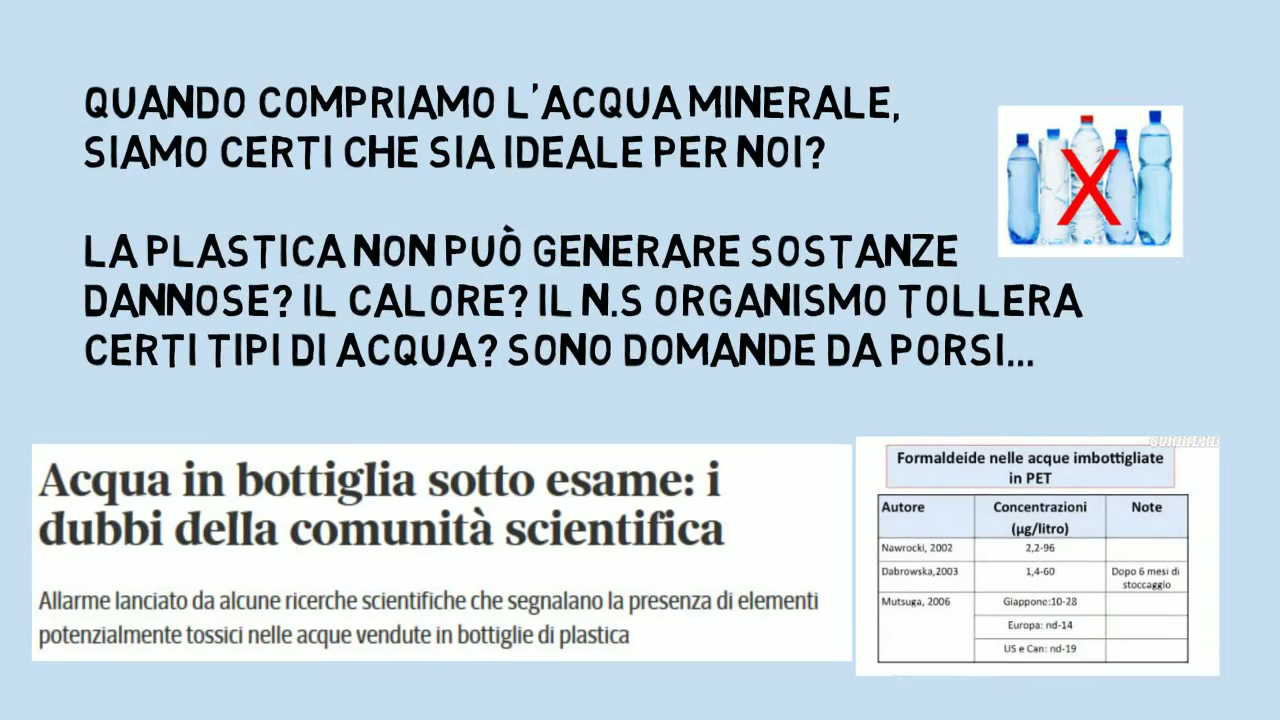 QUANDO COMPRIAMO L'ACQUA MINERALE,
SIAMO CERTI CHE SIA IDEALE PER NOI?
LA PLASTICA NON PUÒ GENERARE SOSTANZE
DANNOSE? IL CALORE? IL N.S ORGANISMO TOLLERA
CERTI TIPI DI ACQUA? SONO DOMANDE DA PORSI...
X
Acqua in bottiglia sotto esame: i
dubbi della comunità scientifica
Allarme lanciato da alcune ricerche scientifiche che segnalano la presenza di elementi
potenzialmente tossici nelle acque vendute in bottiglie di plastica
CORRIERE
Formaldeide nelle acque imbottigliate
in PET
Autore Concentrazioni Note
(µg/litro)
Nawrocki, 2002 2,2-96
Dabrowska,2003 1,4-60 Dopo 6 mesi di
stoccaggio
Mutsuga, 2006 Giappone:10-28
Europa: nd-14
US e Can: nd-19